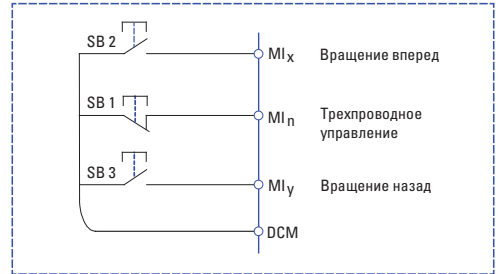 SB 2
MIx
Вращение вперед
SB 1
MIn
Трехпроводное
управление
SB 3
MIy
Вращение назад
DCM